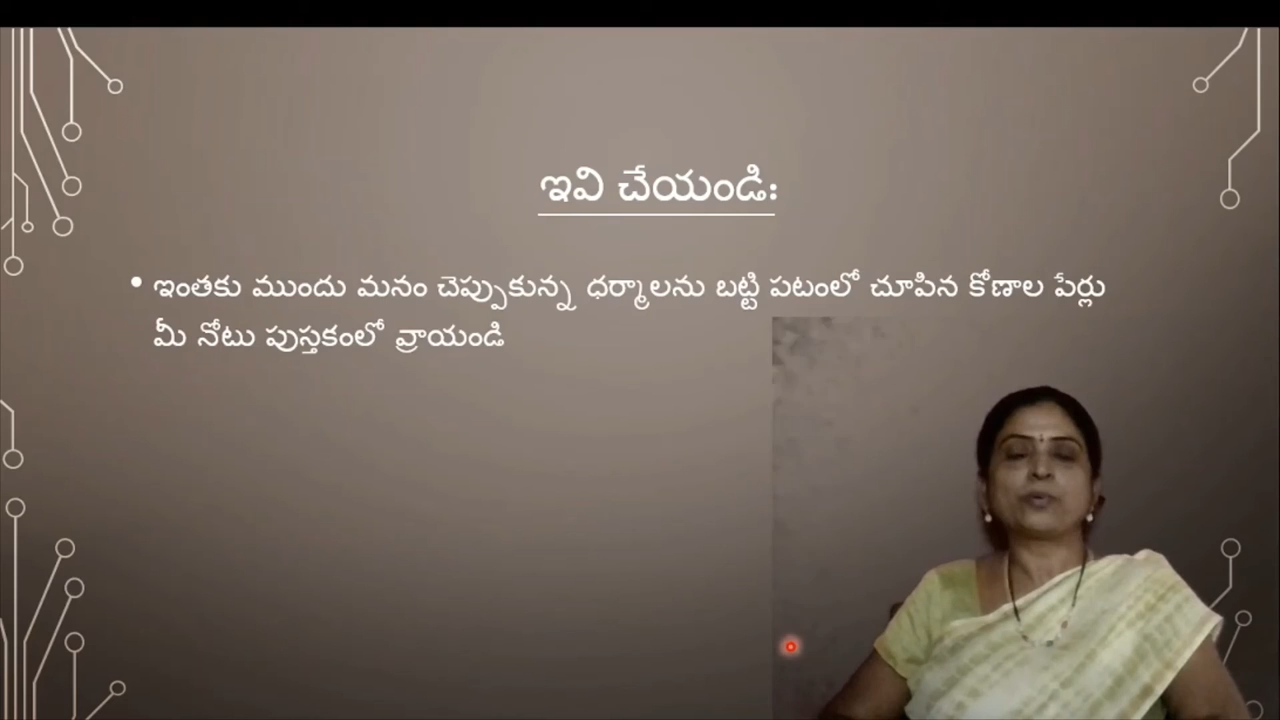 ఇవి చేయండి:
• ఇంతకు ముందు మనం చెప్పుకున్న ధర్మాలను బట్టి పటంలో చూపిన కోణాల పేర్లు
మీ నోటు పుస్తకంలో వ్రాయండి